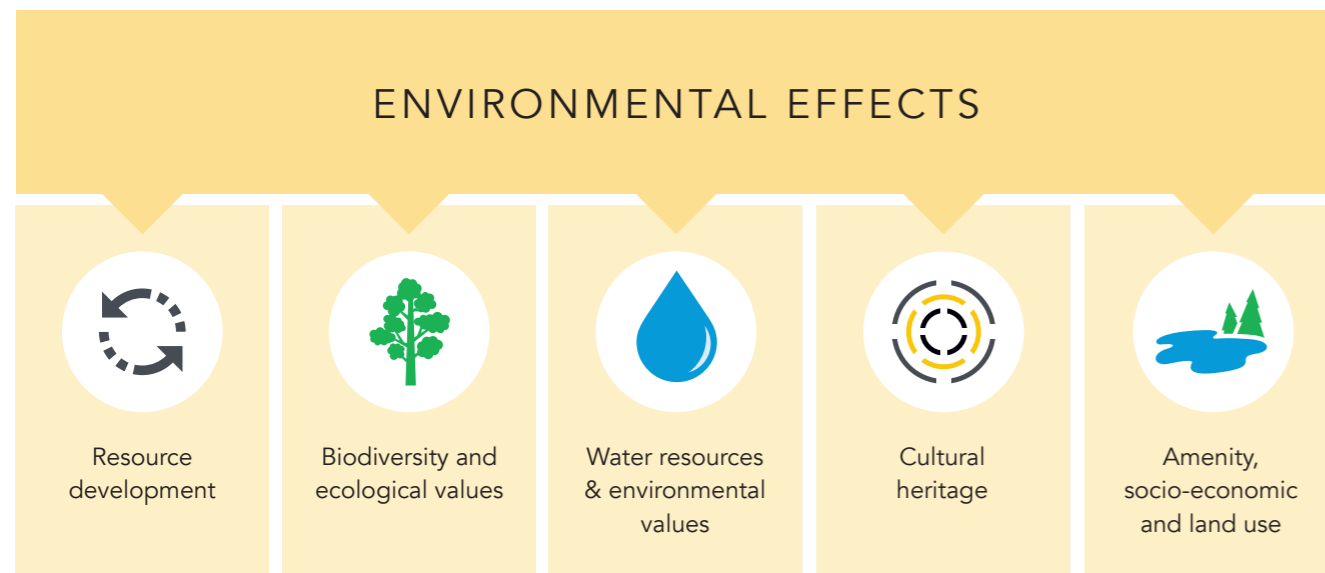 ENVIRONMENTAL EFFECTS
Resource
development
Biodiversity and
ecological values
Water resources
& environmental
values
Cultural
heritage
Amenity,
socio-economic
and land use